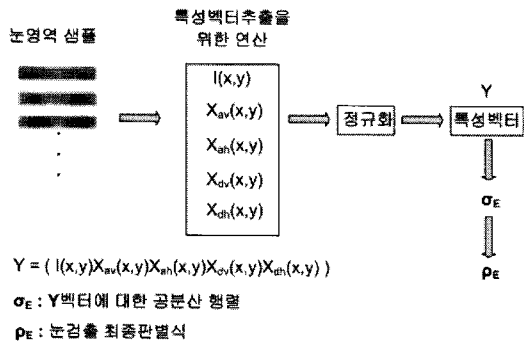 눈영역 샘플
특성벡터추출을
위한 연산
I(x,y)
Xav(x,y)
Xah(x,y)
Xdv(x,y)
Xdh(x,y)
정규화
Y
특성벡터
σE
ρE
Y = ( I(x,y)Xav(x,y)Xah(x,y)Xdv(x,y)Xdh(x,y) )
σE : Y벡터에 대한 공분산 행렬
ρE : 눈검출 최종판별식